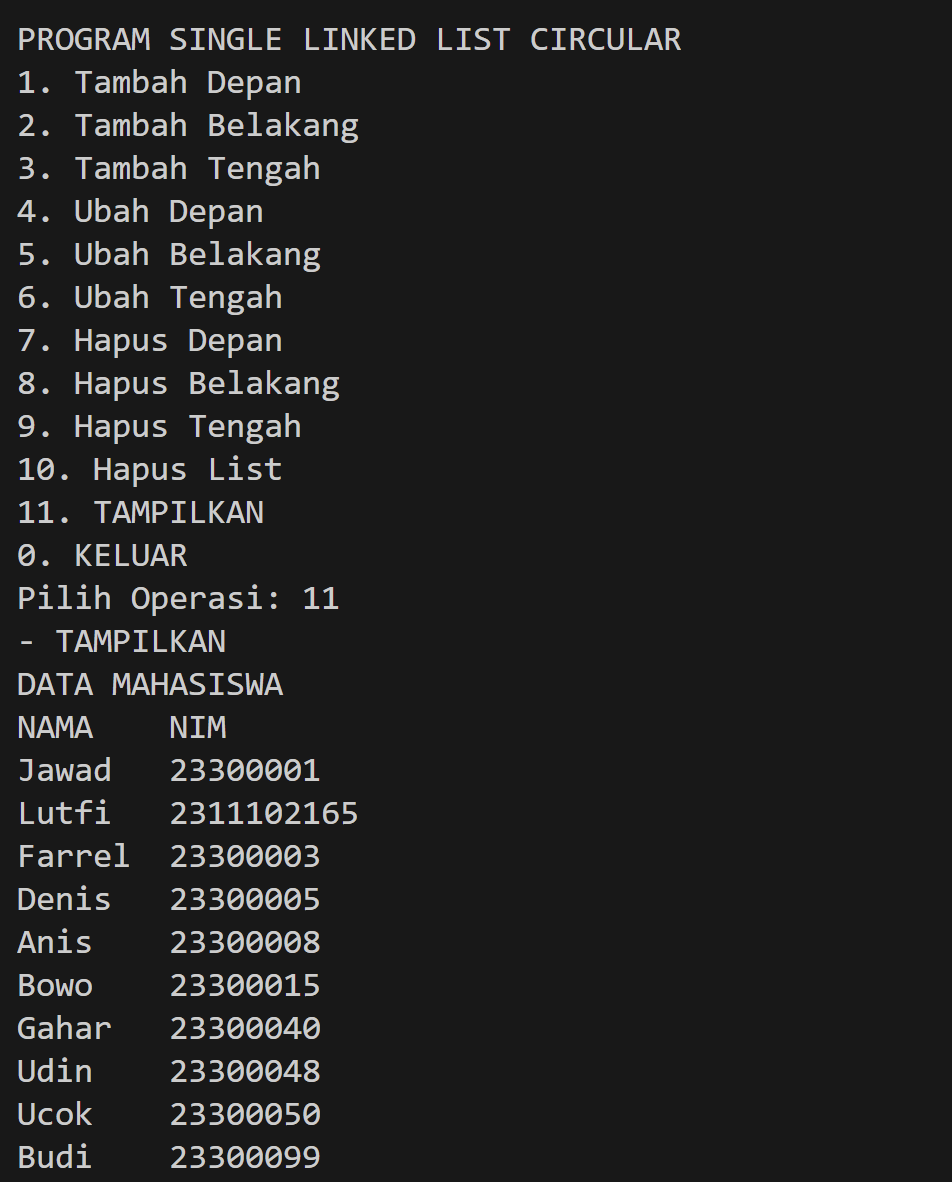 PROGRAM SINGLE LINKED LIST CIRCULAR
1. Tambah Depan
2. Tambah Belakang
3. Tambah Tengah
4. Ubah Depan
5. Ubah Belakang
6. Ubah Tengah
7. Hapus Depan
8. Hapus Belakang
9. Hapus Tengah
10. Hapus List
11. TAMPILKAN
0. KELUAR
Pilih Operasi: 11
- TAMPILKAN
DATA MAHASISWA
NAMA    NIM
Jawad   23300001
Lutfi   2311102165
Farrel  23300003
Denis   23300005
Anis    23300008
Bowo    23300015
Gahar   23300040
Udin    23300048
Ucok    23300050
Budi    23300099